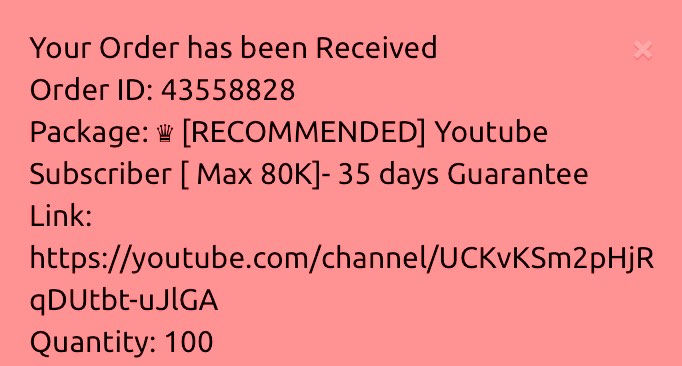 Your Order has been Received
Order ID: 43558828
Package: ♛ [RECOMMENDED] Youtube
Subscriber [ Max 80K]- 35 days Guarantee
Link:
https://youtube.com/channel/UCKvKSm2pHjR
qDUtbt-uJlGA
Quantity: 100